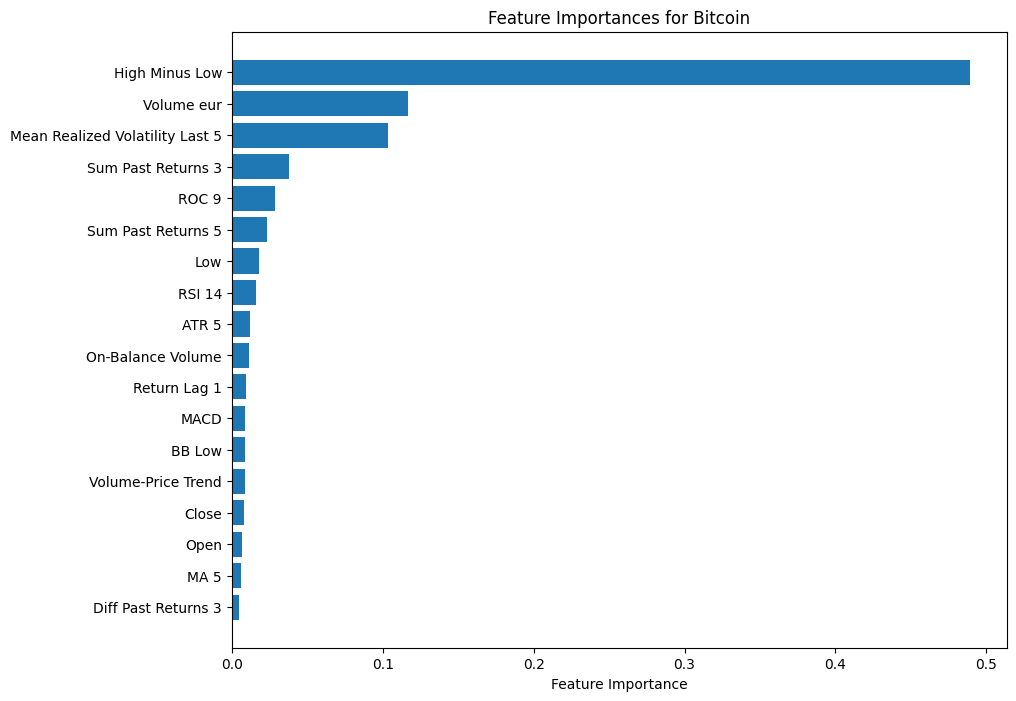 Feature Importances for Bitcoin
High Minus Low
Volume eur
Mean Realized Volatility Last 5
Sum Past Returns 3
ROC 9
Sum Past Returns 5
Low
RSI 14
ATR 5
On-Balance Volume
Return Lag 1
MACD
BB Low
Volume-Price Trend
Close
Open
MA 5
Diff Past Returns 3
0.0 0.1 0.2 0.3 0.4 0.5
Feature Importance